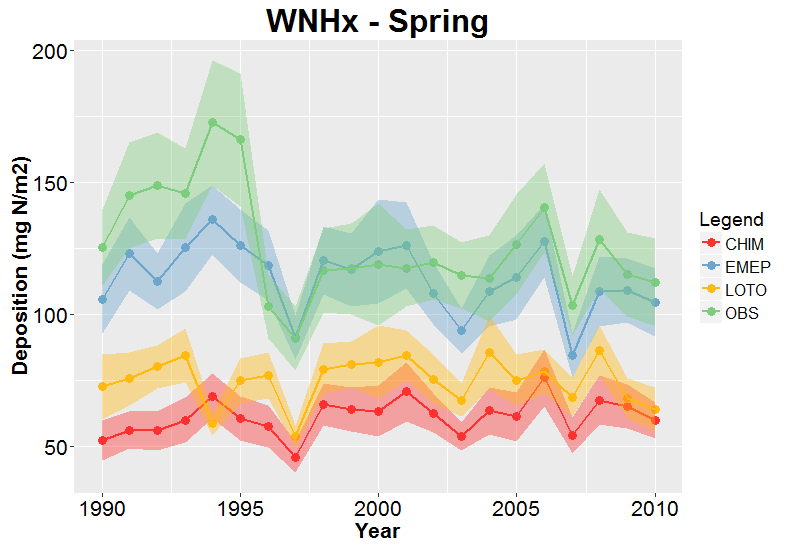 WNHx - Spring
Deposition (mg N/m2)
200
150
100
50
1990 1995 2000 2005 2010
Year
Legend
CHIM
EMEP
LOTO
OBS